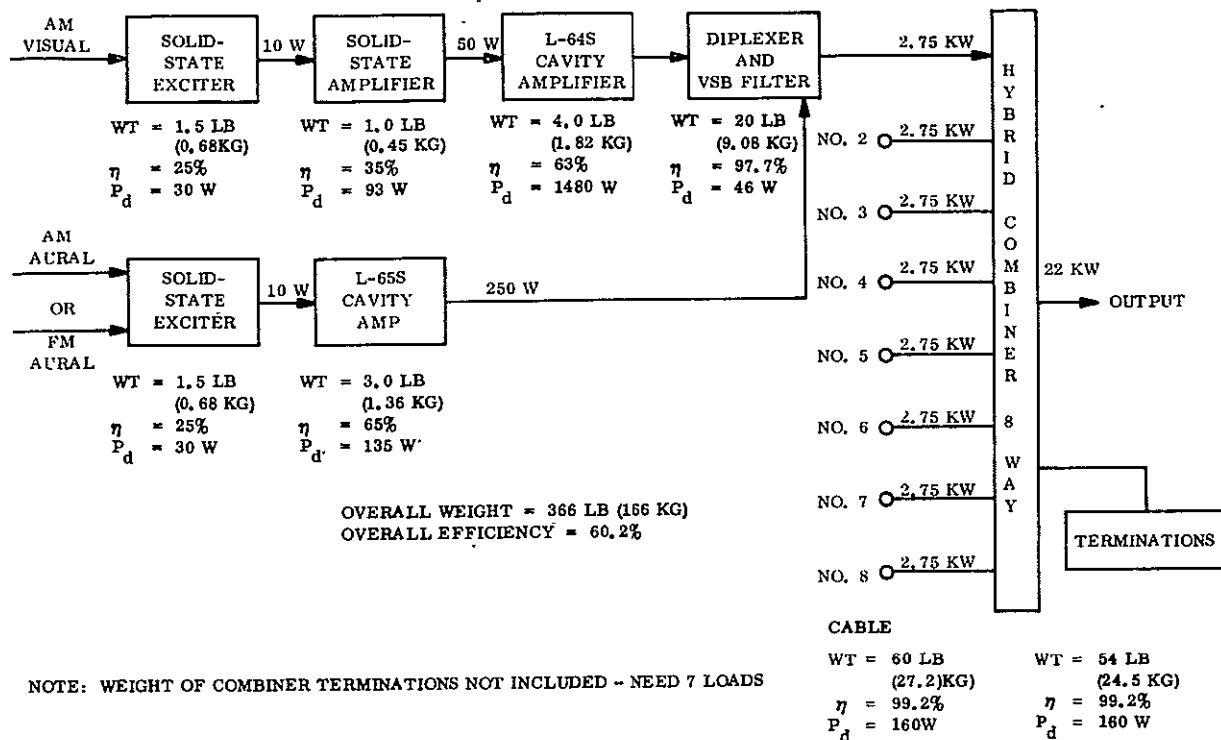 AM
VISUAL
SOLID-
STATE
EXCITER
10 W
SOLID-
STATE
AMPLIFIER
50 W
L-64S
CAVITY
AMPLIFIER
DIPLEXER
AND
VSB FILTER
2.75 KW
WT = 1.5 LB
(0.68KG)
η = 25%
Pd = 30 W
WT = 1.0 LB
(0.45 KG)
η = 35%
Pd = 93 W
WT = 4.0 LB
(1.82 KG)
η = 63%
Pd = 1480 W
WT = 20 LB
(9.08 KG)
η = 97.7%
Pd = 46 W
NO. 2 2.75 KW
NO. 3 2.75 KW
NO. 4 2.75 KW
NO. 5 2.75 KW
NO. 6 2.75 KW
NO. 7 2.75 KW
NO. 8 2.75 KW
HYBRID COMBINER 8 WAY
22 KW
OUTPUT
TERMINATIONS
AM
AURAL
OR
FM
AURAL
SOLID-
STATE
EXCITER
10 W
L-65S
CAVITY
AMP
250 W
WT = 1.5 LB
(0.68 KG)
η = 25%
Pd = 30 W
WT = 3.0 LB
(1.36 KG)
η = 65%
Pd = 135 W
OVERALL WEIGHT = 366 LB (166 KG)
OVERALL EFFICIENCY = 60.2%
CABLE
WT = 60 LB
(27.2)KG)
η = 99.2%
Pd = 160W
WT = 54 LB
(24.5 KG)
η = 99.2%
Pd = 160 W
NOTE: WEIGHT OF COMBINER TERMINATIONS NOT INCLUDED - NEED 7 LOADS